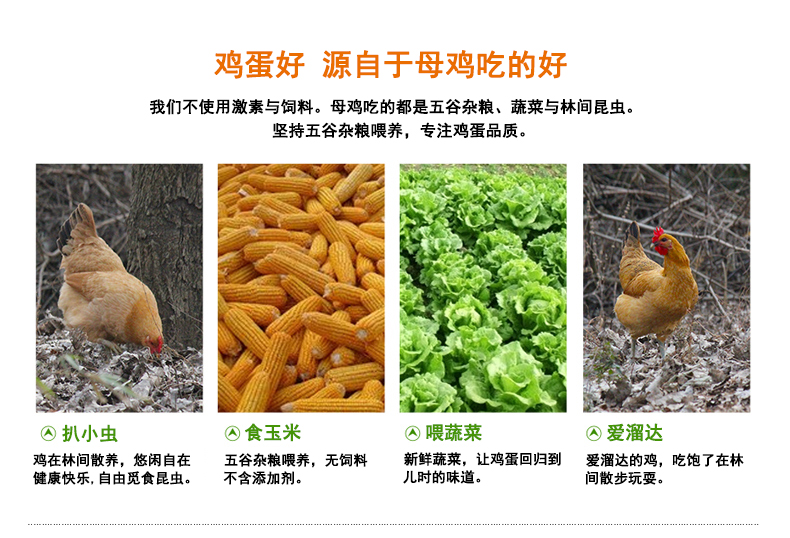 鸡蛋好 源自于母鸡吃的好
我们不使用激素与饲料。母鸡吃的都是五谷杂粮、蔬菜与林间昆虫。
坚持五谷杂粮喂养，专注鸡蛋品质。
扒小虫
鸡在林间散养，悠闲自在
健康快乐,自由觅食昆虫。
食玉米
五谷杂粮喂养，无饲料
不含添加剂。
喂蔬菜
新鲜蔬菜，让鸡蛋回归到
儿时的味道。
爱溜达
爱溜达的鸡，吃饱了在林
间散步玩耍。